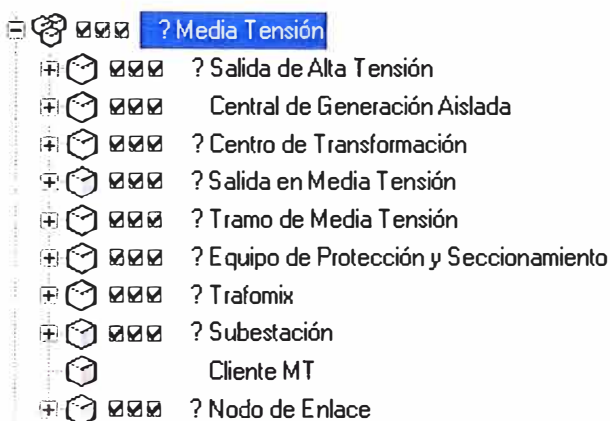 ? Media Tensión
? Salida de Alta Tensión
Central de Generación Aislada
? Centro de Transformación
? Salida en Media Tensión
? Tramo de Media Tensión
? Equipo de Protección y Seccionamiento
? Trafomix
? Subestación
Cliente MT
? Nodo de Enlace